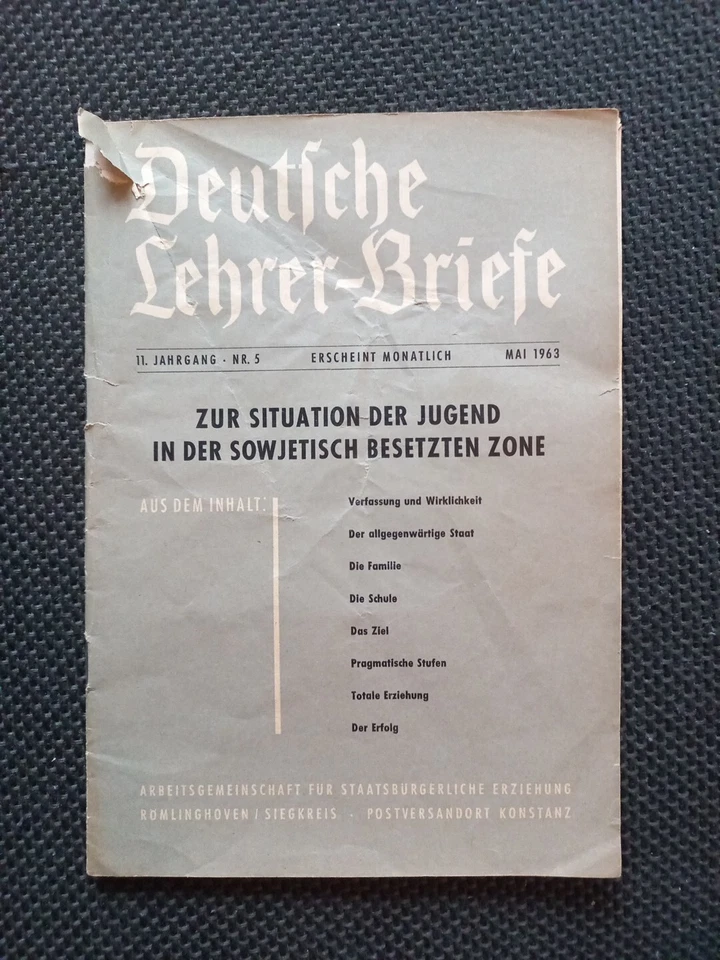 Deutſche
Lehrer-Briefe
11. JAHRGANG · NR. 5 ERSCHEINT MONATLICH MAI 1963
ZUR SITUATION DER JUGEND
IN DER SOWJETISCH BESETZTEN ZONE
AUS DEM INHALT:
Verfassung und Wirklichkeit
Der allgegenwärtige Staat
Die Familie
Die Schule
Das Ziel
Pragmatische Stufen
Totale Erziehung
Der Erfolg
ARBEITSGEMEINSCHAFT FÜR STAATSBÜRGERLICHE ERZIEHUNG
RÖMLINGHOVEN / SIEGKREIS · POSTVERSANDORT KONSTANZ